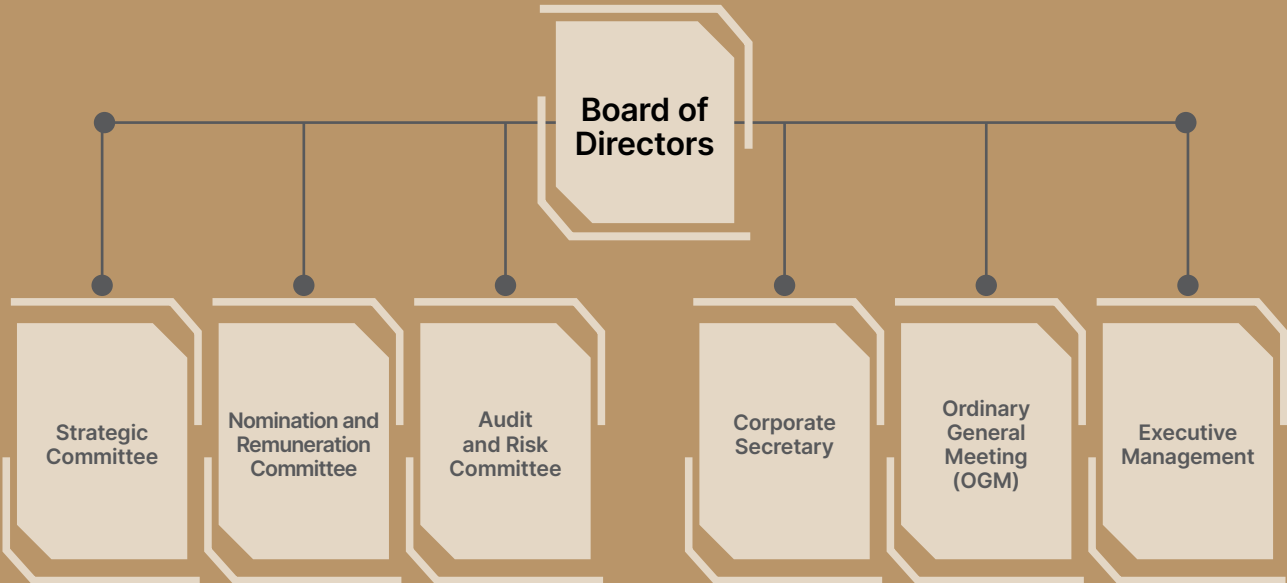 Board of
Directors
Strategic
Committee
Nomination and
Remuneration
Committee
Audit
and Risk
Committee
Corporate
Secretary
Ordinary
General
Meeting
(OGM)
Executive
Management